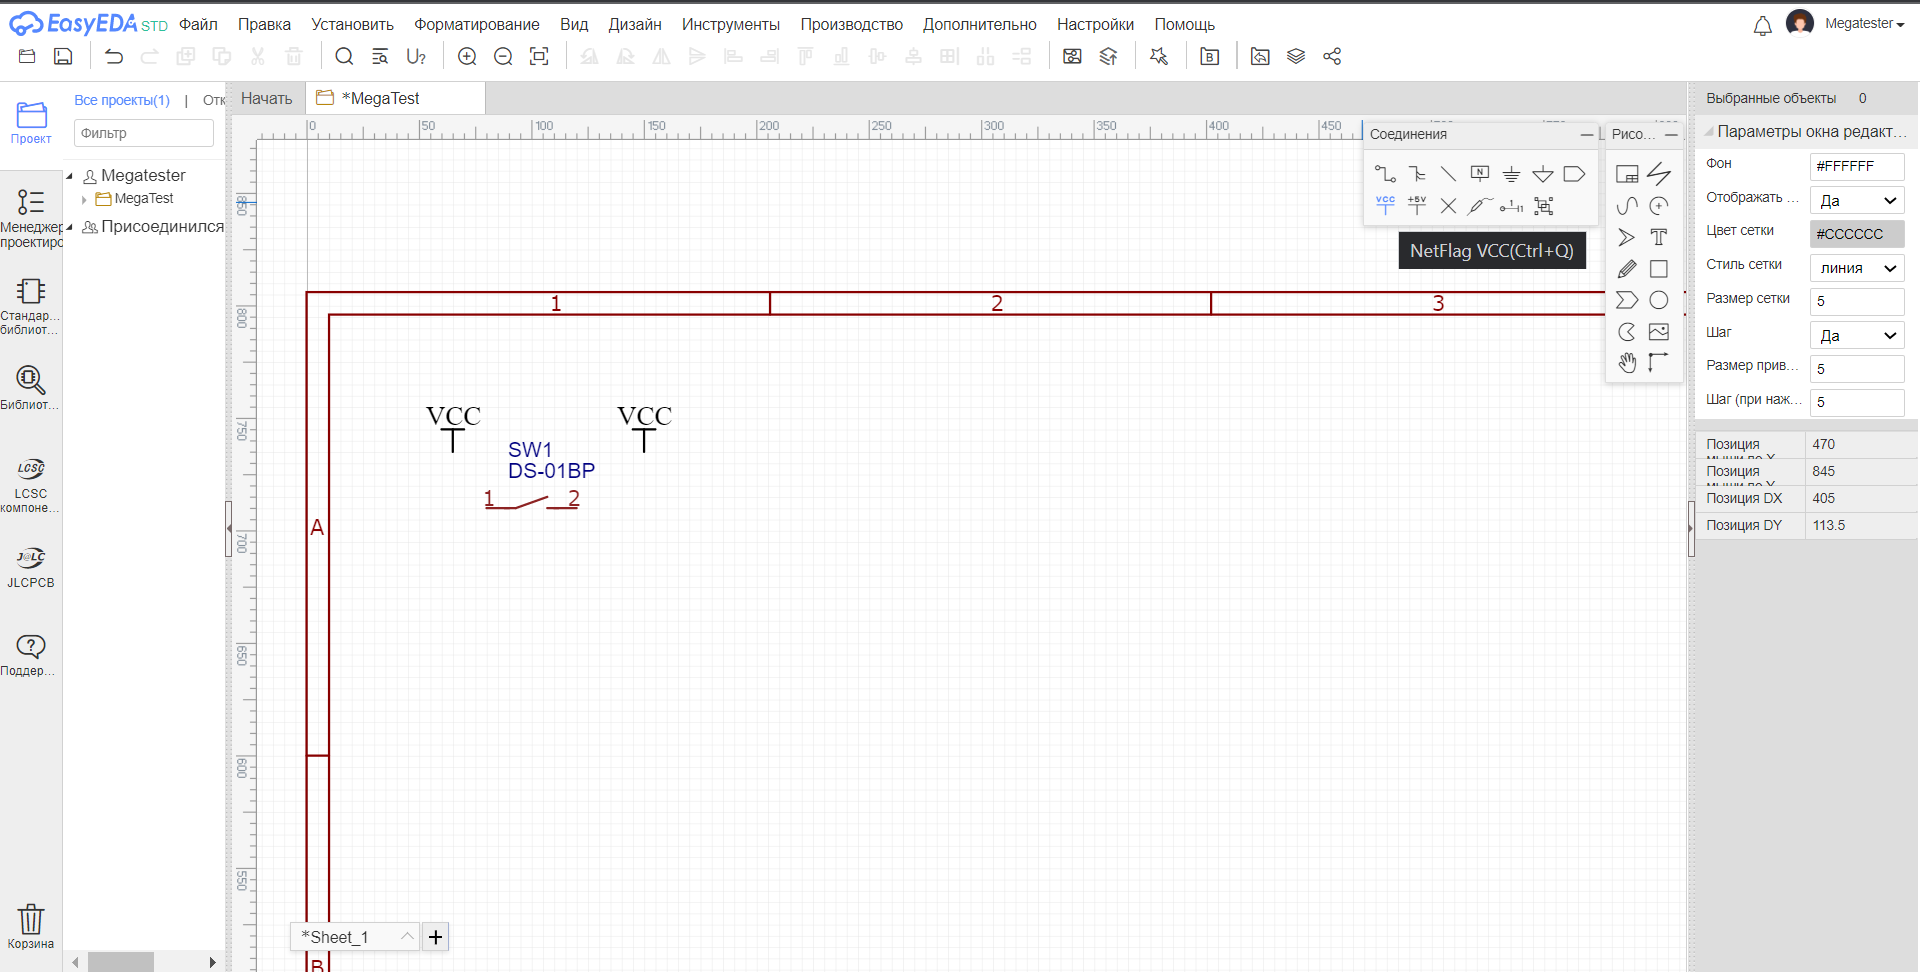 EasyEDA STD Файл Правка Установить Форматирование Вид Дизайн Инструменты Производство Дополнительно Настройки Помощь Megatester
Все проекты(1) | Отк
Начать *MegaTest
Выбранные объекты 0
Фильтр
Проект
Megatester
MegaTest
Присоединился
Менеджер
проектиро
Стандар...
библиот...
Библиот...
LCSC
LCSC
компоне...
J@LC
JLCPCB
Поддер...
Корзина
0 50 100 150 200 250 300 350 400 450
850
800
750
700
650
600
550
Соединения
N
VCC +5V
NetFlag VCC(Ctrl+Q)
Рисо...
T
1 2 3
VCC VCC
SW1
DS-01BP
1 2
A
B
*Sheet_1 +
Параметры окна редакт...
Фон #FFFFFF
Отображать ... Да
Цвет сетки #CCCCCC
Стиль сетки линия
Размер сетки 5
Шаг Да
Размер прив... 5
Шаг (при наж... 5
Позиция 470
мыши по X
Позиция 845
мыши по Y
Позиция DX 405
Позиция DY 113.5